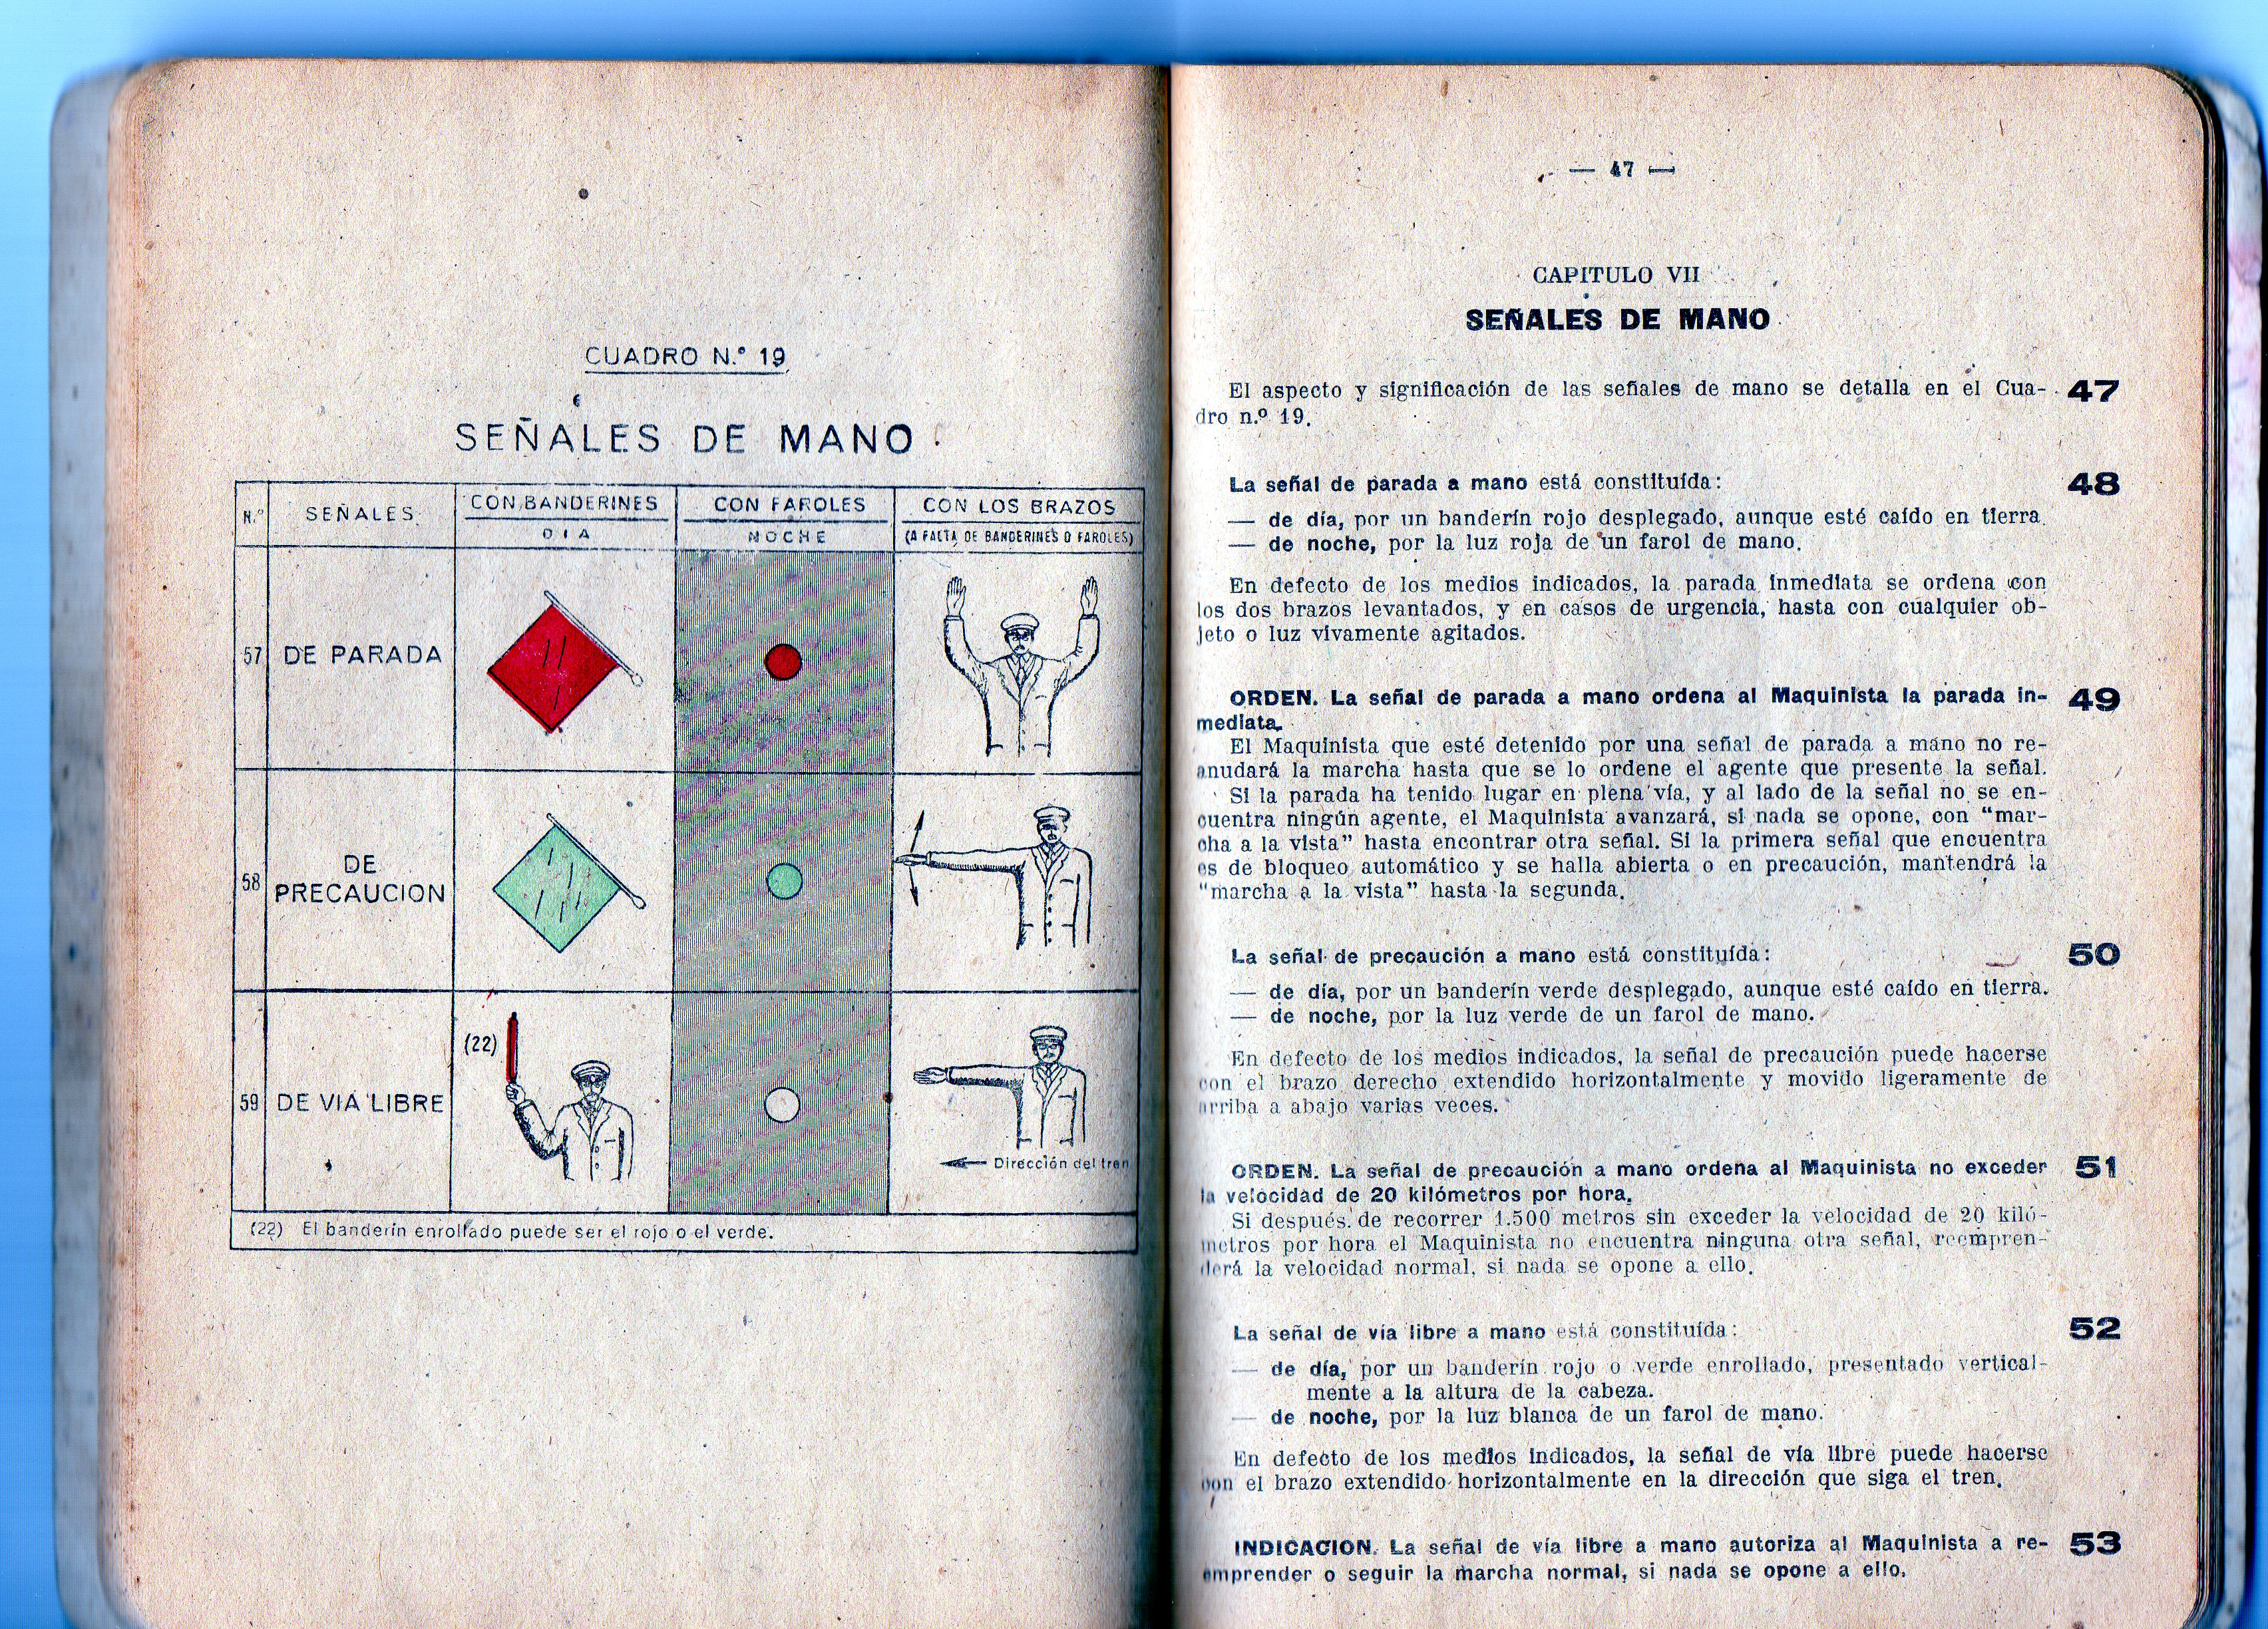 CUADRO N.º 19
SEÑALES DE MANO
N.º SEÑALES CON BANDERINES CON FAROLES CON LOS BRAZOS
DIA NOCHE (A FALTA DE BANDERINES O FAROLES)
57 DE PARADA
58 DE
PRECAUCION
59 DE VIA LIBRE
(22)
Dirección del tren
(22) El banderín enrollado puede ser el rojo o el verde.
— 47 —
CAPITULO VII
SEÑALES DE MANO
El aspecto y significación de las señales de mano se detalla en el Cua- 47
dro n.º 19.
La señal de parada a mano está constituída: 48
— de día, por un banderín rojo desplegado, aunque esté caído en tierra.
— de noche, por la luz roja de un farol de mano.
En defecto de los medios indicados, la parada inmediata se ordena con
los dos brazos levantados, y en casos de urgencia, hasta con cualquier ob-
jeto o luz vivamente agitados.
ORDEN. La señal de parada a mano ordena al Maquinista la parada in- 49
mediata.
El Maquinista que esté detenido por una señal de parada a mano no re-
anudará la marcha hasta que se lo ordene el agente que presente la señal.
Si la parada ha tenido lugar en plena vía, y al lado de la señal no se en-
cuentra ningún agente, el Maquinista avanzará, si nada se opone, con "mar-
cha a la vista" hasta encontrar otra señal. Si la primera señal que encuentra
es de bloqueo automático y se halla abierta o en precaución, mantendrá la
"marcha a la vista" hasta la segunda.
La señal de precaución a mano está constituída: 50
— de día, por un banderín verde desplegado, aunque esté caído en tierra.
— de noche, por la luz verde de un farol de mano.
En defecto de los medios indicados, la señal de precaución puede hacerse
con el brazo derecho extendido horizontalmente y movido ligeramente de
arriba a abajo varias veces.
ORDEN. La señal de precaución a mano ordena al Maquinista no exceder 51
la velocidad de 20 kilómetros por hora.
Si después de recorrer 1.500 metros sin exceder la velocidad de 20 kiló-
metros por hora el Maquinista no encuentra ninguna otra señal, reempren-
derá la velocidad normal, si nada se opone a ello.
La señal de vía libre a mano está constituída: 52
— de día, por un banderín rojo o verde enrollado, presentado vertical-
mente a la altura de la cabeza.
— de noche, por la luz blanca de un farol de mano.
En defecto de los medios indicados, la señal de vía libre puede hacerse
con el brazo extendido horizontalmente en la dirección que siga el tren.
INDICACION. La señal de vía libre a mano autoriza al Maquinista a re- 53
emprender o seguir la marcha normal, si nada se opone a ello.